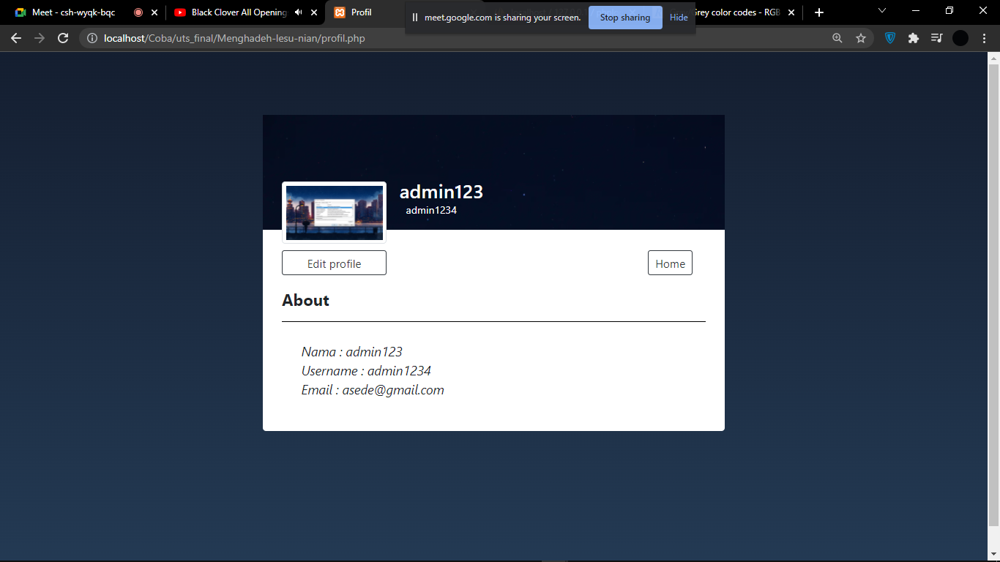 Meet - csh-wyqk-bqc
Black Clover All Opening
Profil
meet.google.com is sharing your screen.
Stop sharing
Hide
Grey color codes - RGB
localhost/Coba/uts_final/Menghadeh-lesu-nian/profil.php
admin123
admin1234
Edit profile
Home
About
Nama : admin123
Username : admin1234
Email : asede@gmail.com